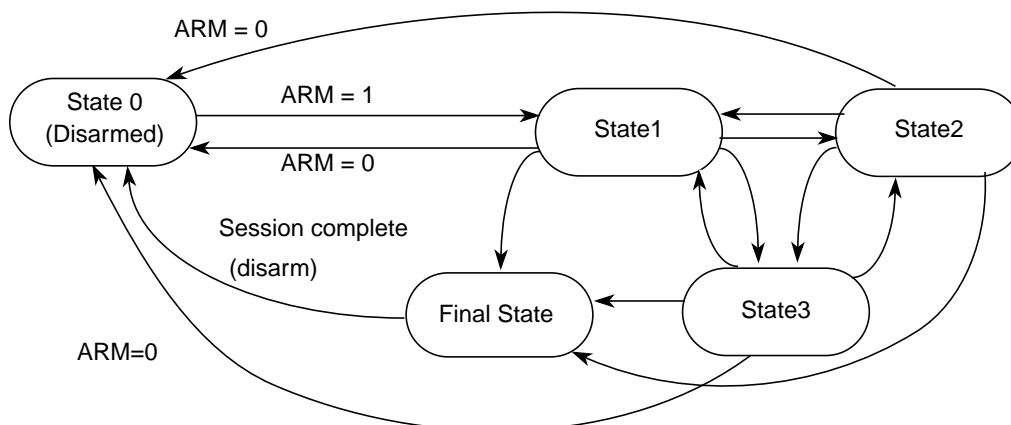 ARM = 0
State 0
(Disarmed)
ARM = 1
State1
State2
ARM = 0
Session complete
(disarm)
Final State
State3
ARM=0